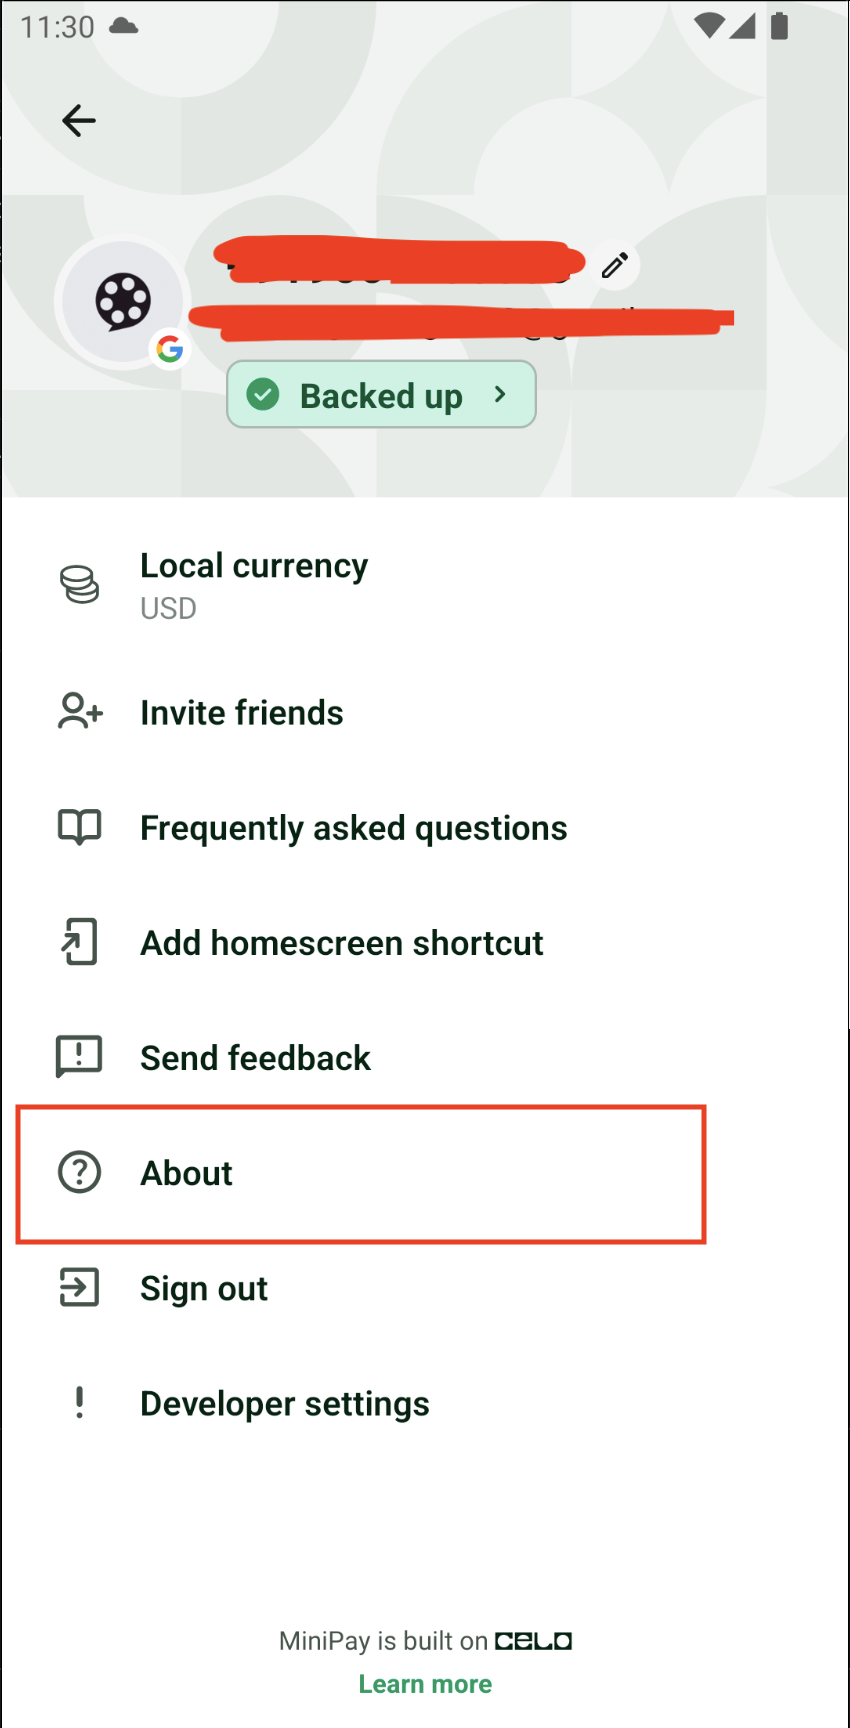 11:30
Backed up
Local currency
USD
Invite friends
Frequently asked questions
Add homescreen shortcut
Send feedback
About
Sign out
Developer settings
MiniPay is built on CELO
Learn more